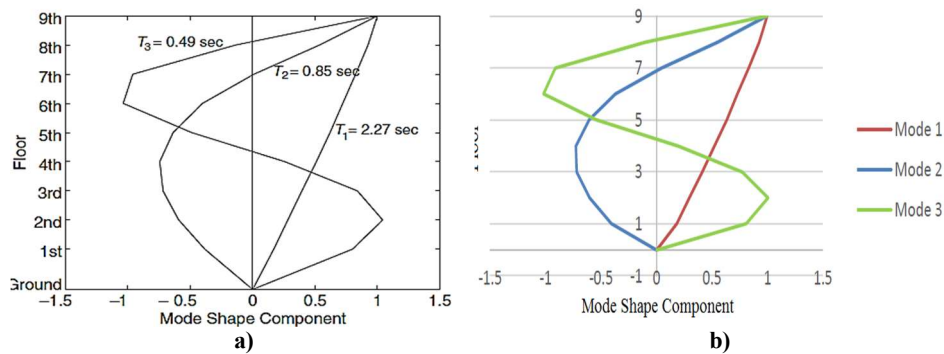 9th
8th
7th
6th
5th
4th
3rd
2nd
1st
Ground
Floor
T3 = 0.49 sec
T2 = 0.85 sec
T1 = 2.27 sec
−1.5 −1 − 0.5 0 0.5 1 1.5
Mode Shape Component
a)
9
7
5
3
1
-1
-1.5 -1 -0.5 0 0.5 1 1.5
Mode Shape Component
Mode 1
Mode 2
Mode 3
b)